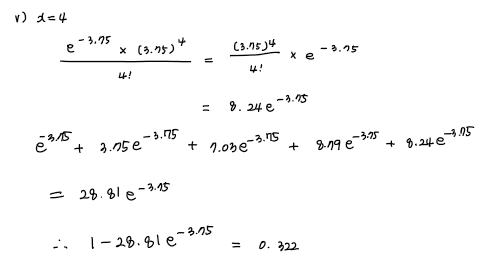 v) x=4
e^{-3.75} × (3.75)^4 / 4! = (3.75)^4 / 4! × e^{-3.75}
= 8.24e^{-3.75}
e^{-3.75} + 3.75e^{-3.75} + 7.03e^{-3.75} + 8.79e^{-3.75} + 8.24e^{-3.75}
= 28.81e^{-3.75}
∴ 1-28.81e^{-3.75} = 0.322